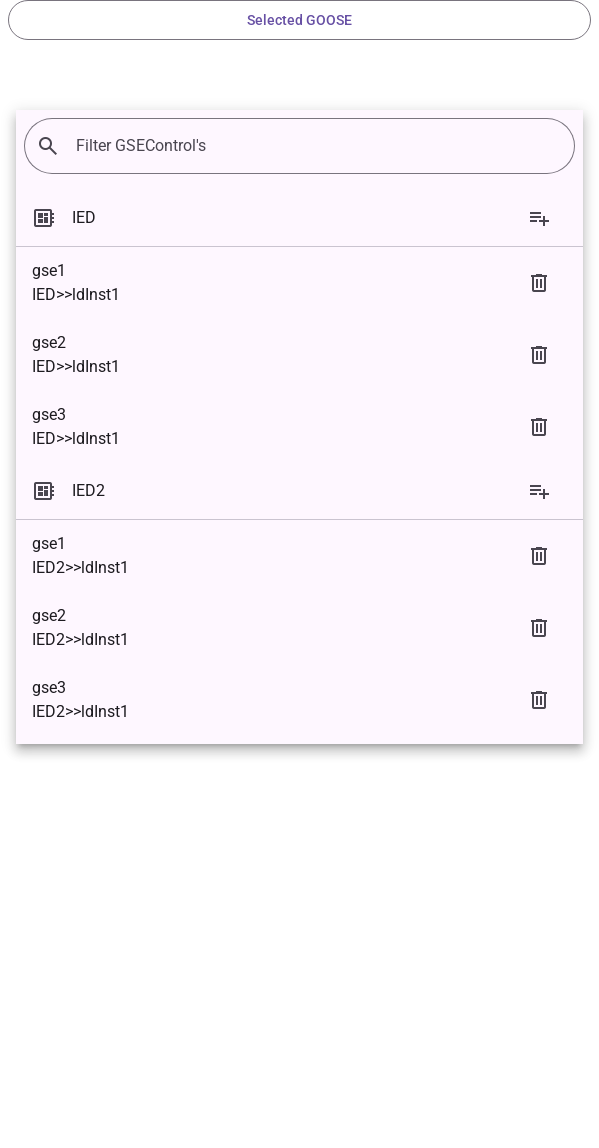 Selected GOOSE
Filter GSEControl's
IED
gse1
IED>>ldInst1
gse2
IED>>ldInst1
gse3
IED>>ldInst1
IED2
gse1
IED2>>ldInst1
gse2
IED2>>ldInst1
gse3
IED2>>ldInst1